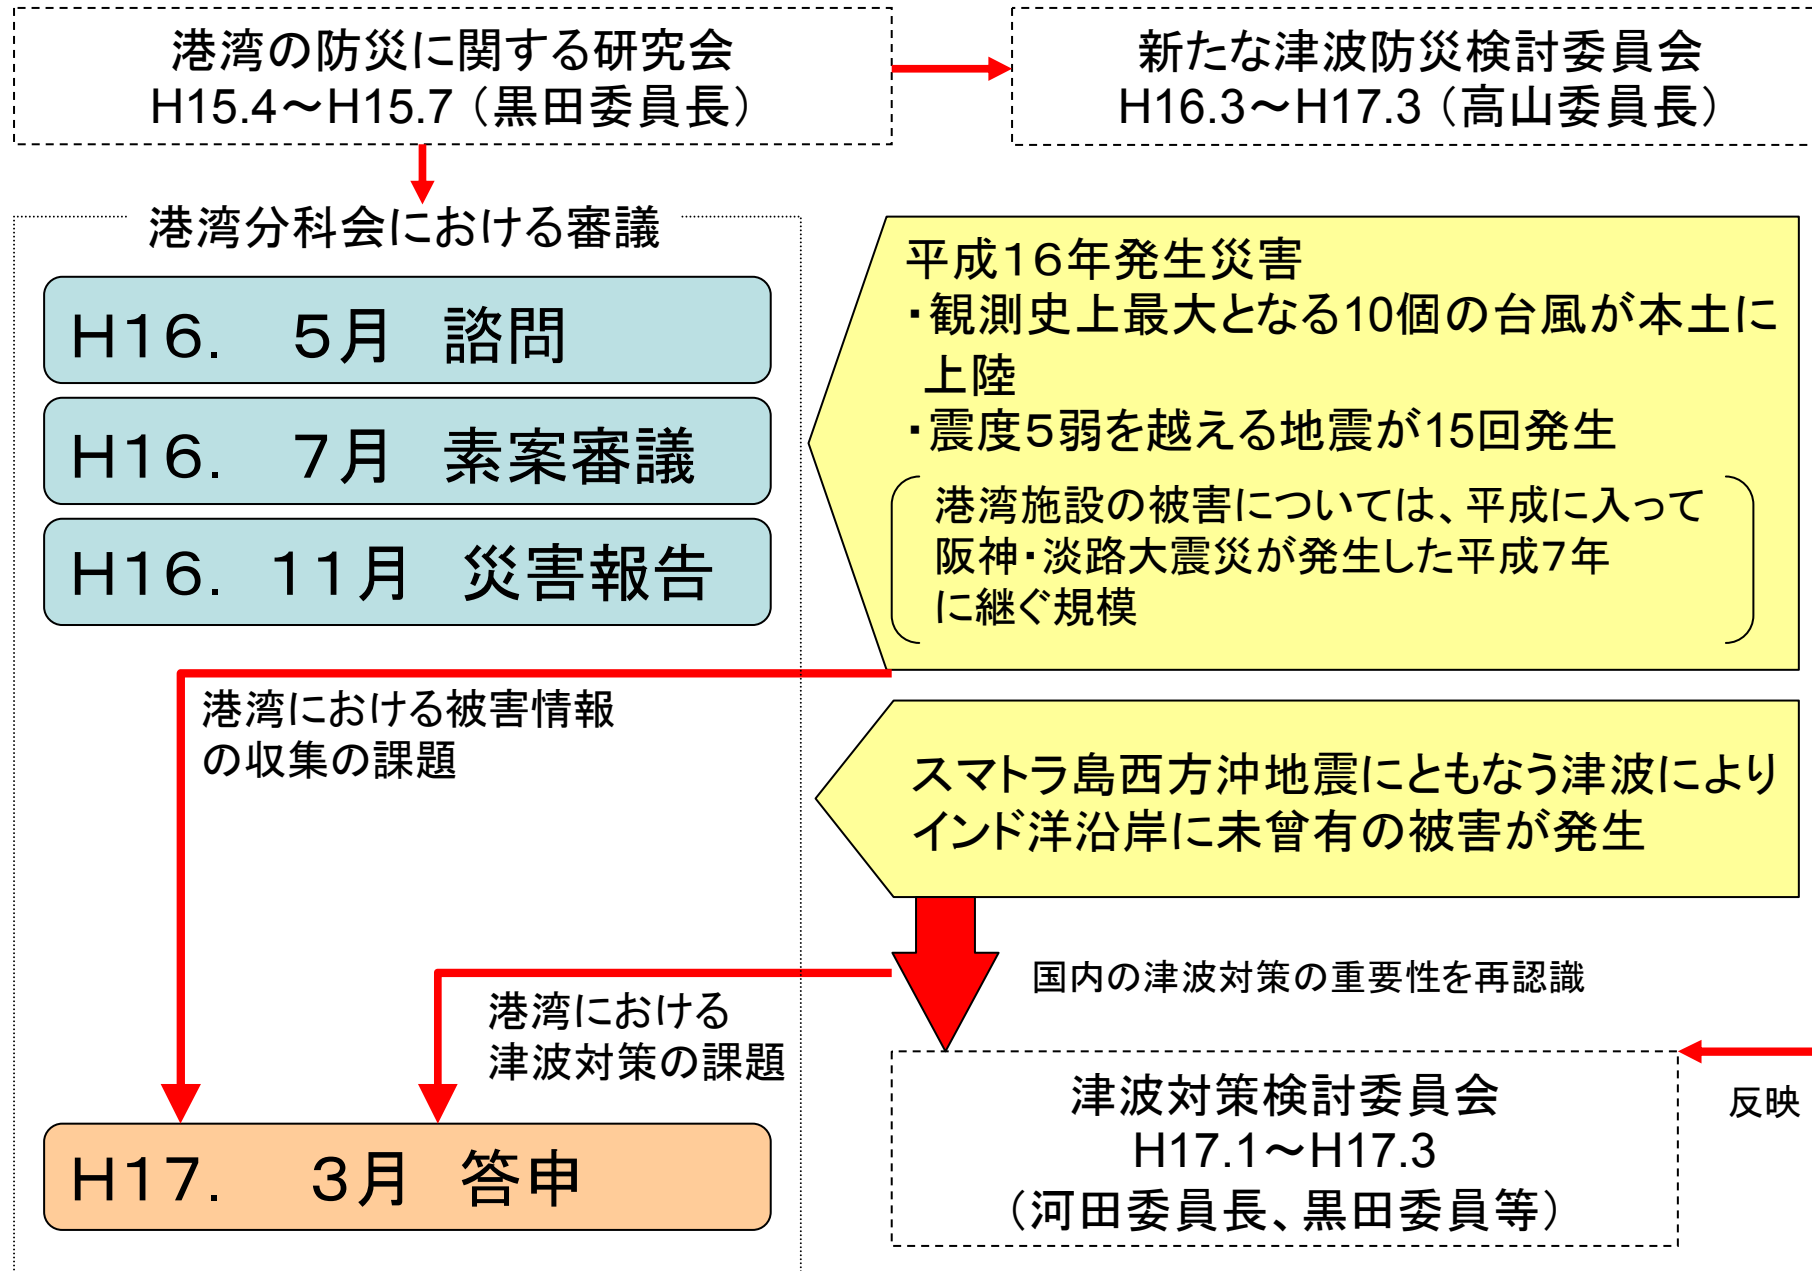 港湾の防災に関する研究会
H15.4～H15.7（黒田委員長）
新たな津波防災検討委員会
H16.3～H17.3（高山委員長）
港湾分科会における審議
H16.　5月　諮問
H16.　7月　素案審議
H16. 11月　災害報告
平成16年発生災害
・観測史上最大となる10個の台風が本土に
上陸
・震度5弱を越える地震が15回発生
港湾施設の被害については、平成に入って
阪神・淡路大震災が発生した平成7年
に継ぐ規模
港湾における被害情報
の収集の課題
スマトラ島西方沖地震にともなう津波により
インド洋沿岸に未曾有の被害が発生
国内の津波対策の重要性を再認識
港湾における
津波対策の課題
津波対策検討委員会
H17.1～H17.3
（河田委員長、黒田委員等）
反映
H17.　3月　答申